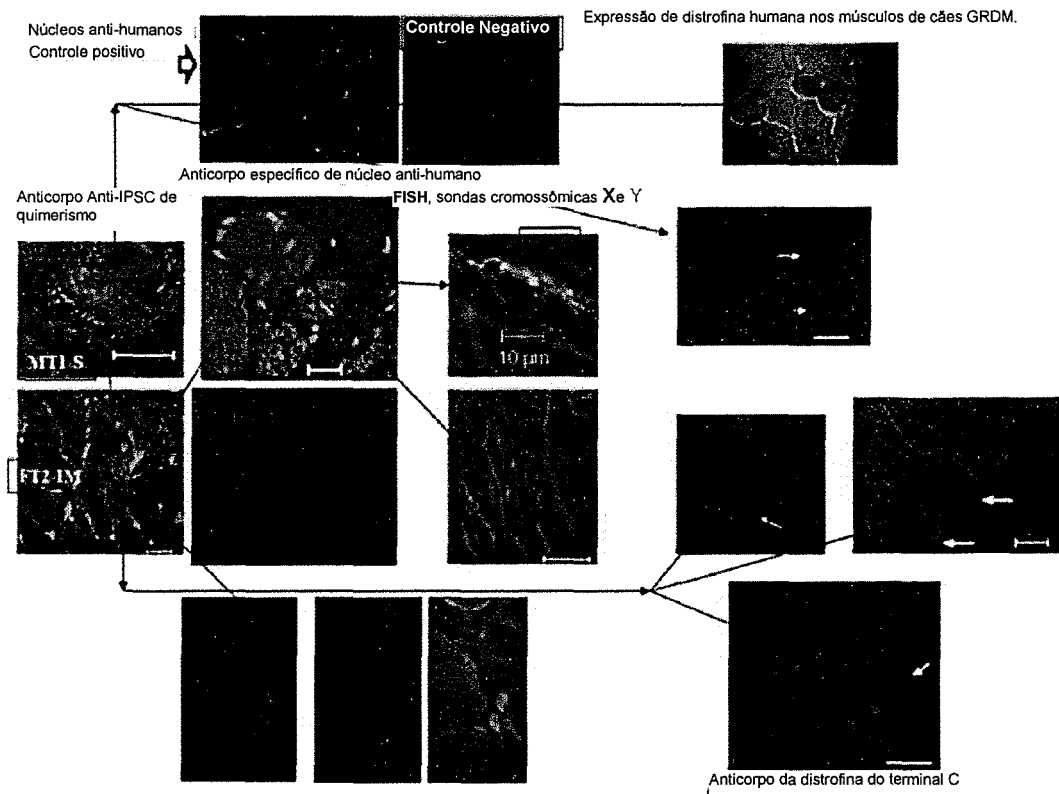 Núcleos anti-humanos
Controle positivo
Controle Negativo
Expressão de distrofina humana nos músculos de cães GRDM.
Anticorpo específico de núcleo anti-humano
Anticorpo Anti-IPSC de
quimerismo
FISH, sondas cromossômicas X e Y
MT1-S
10 µm
FT2-1M
Anticorpo da distrofina do terminal C